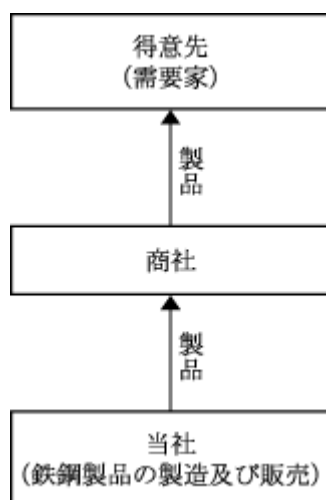 得意先
(需要家)
製品
商社
製品
当社
(鉄鋼製品の製造及び販売)